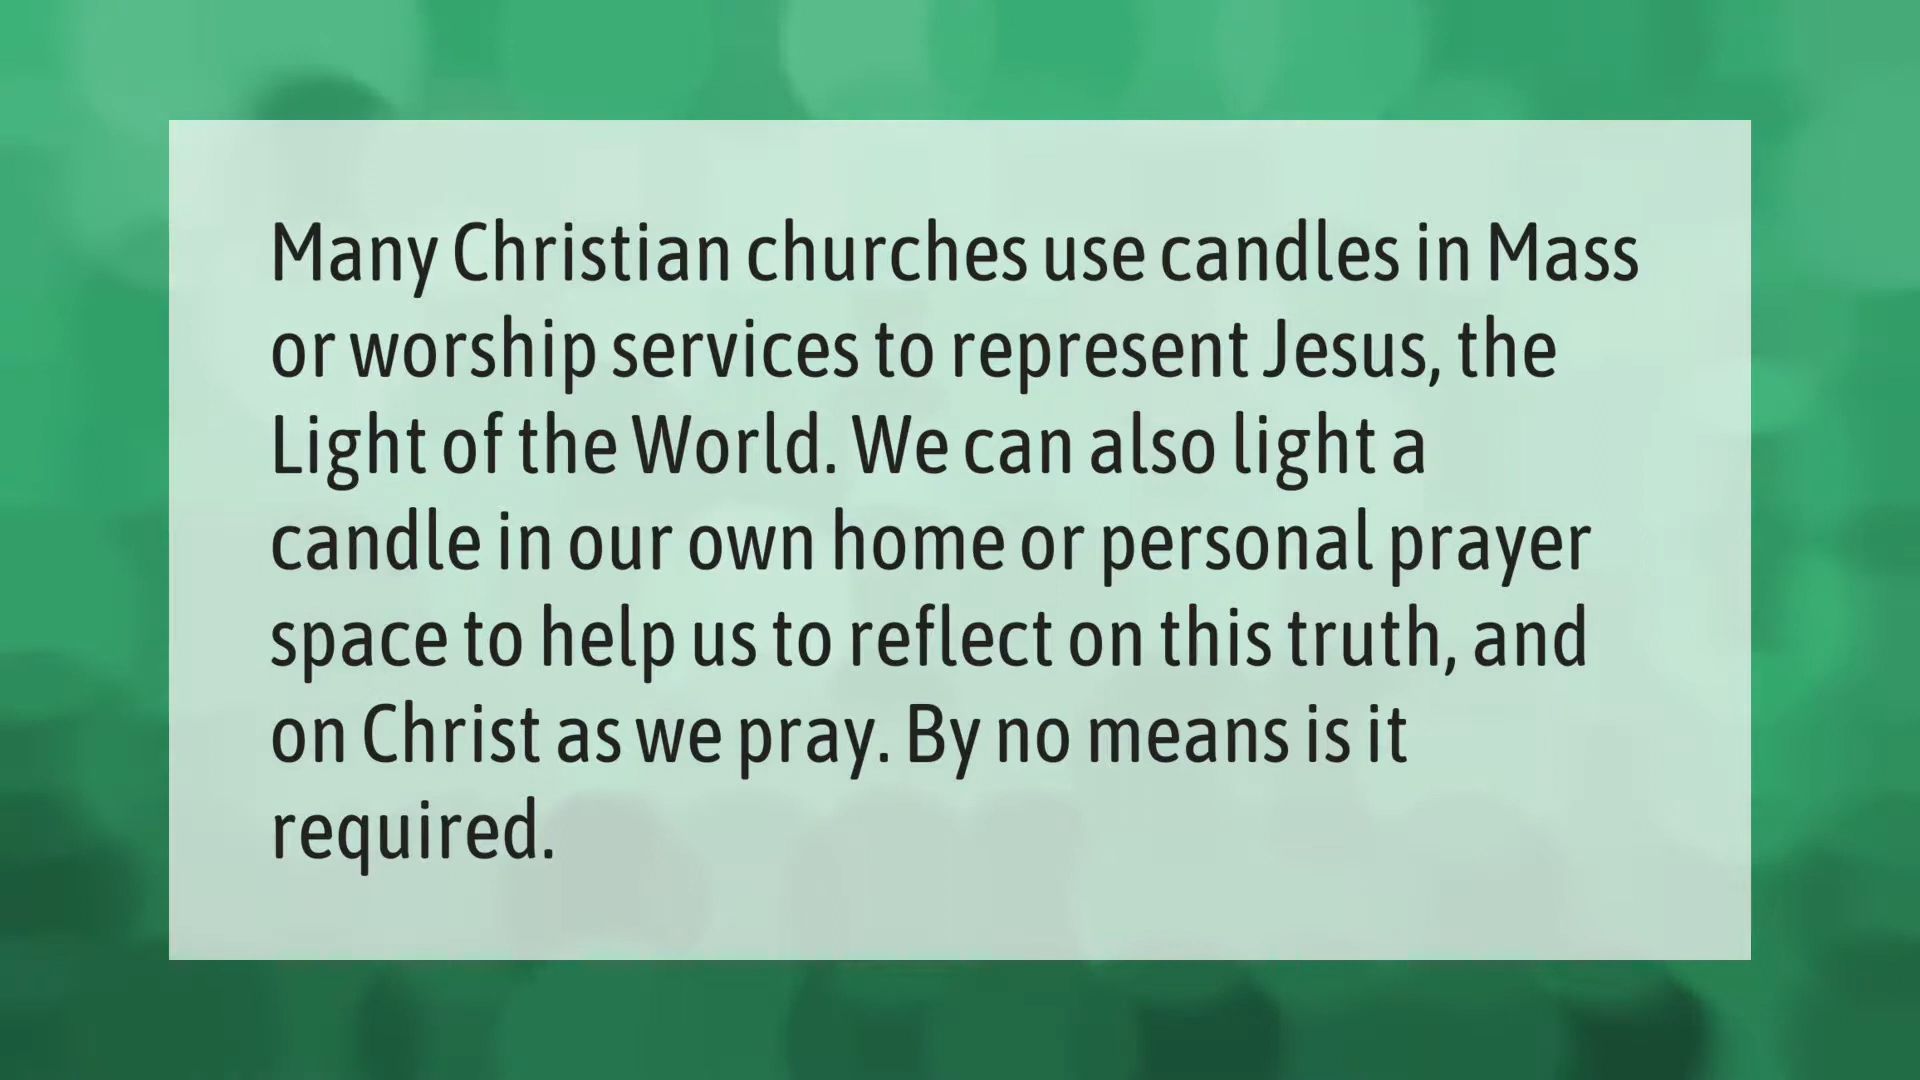 Many Christian churches use candles in Mass
or worship services to represent Jesus, the
Light of the World. We can also light a
candle in our own home or personal prayer
space to help us to reflect on this truth, and
on Christ as we pray. By no means is it
required.